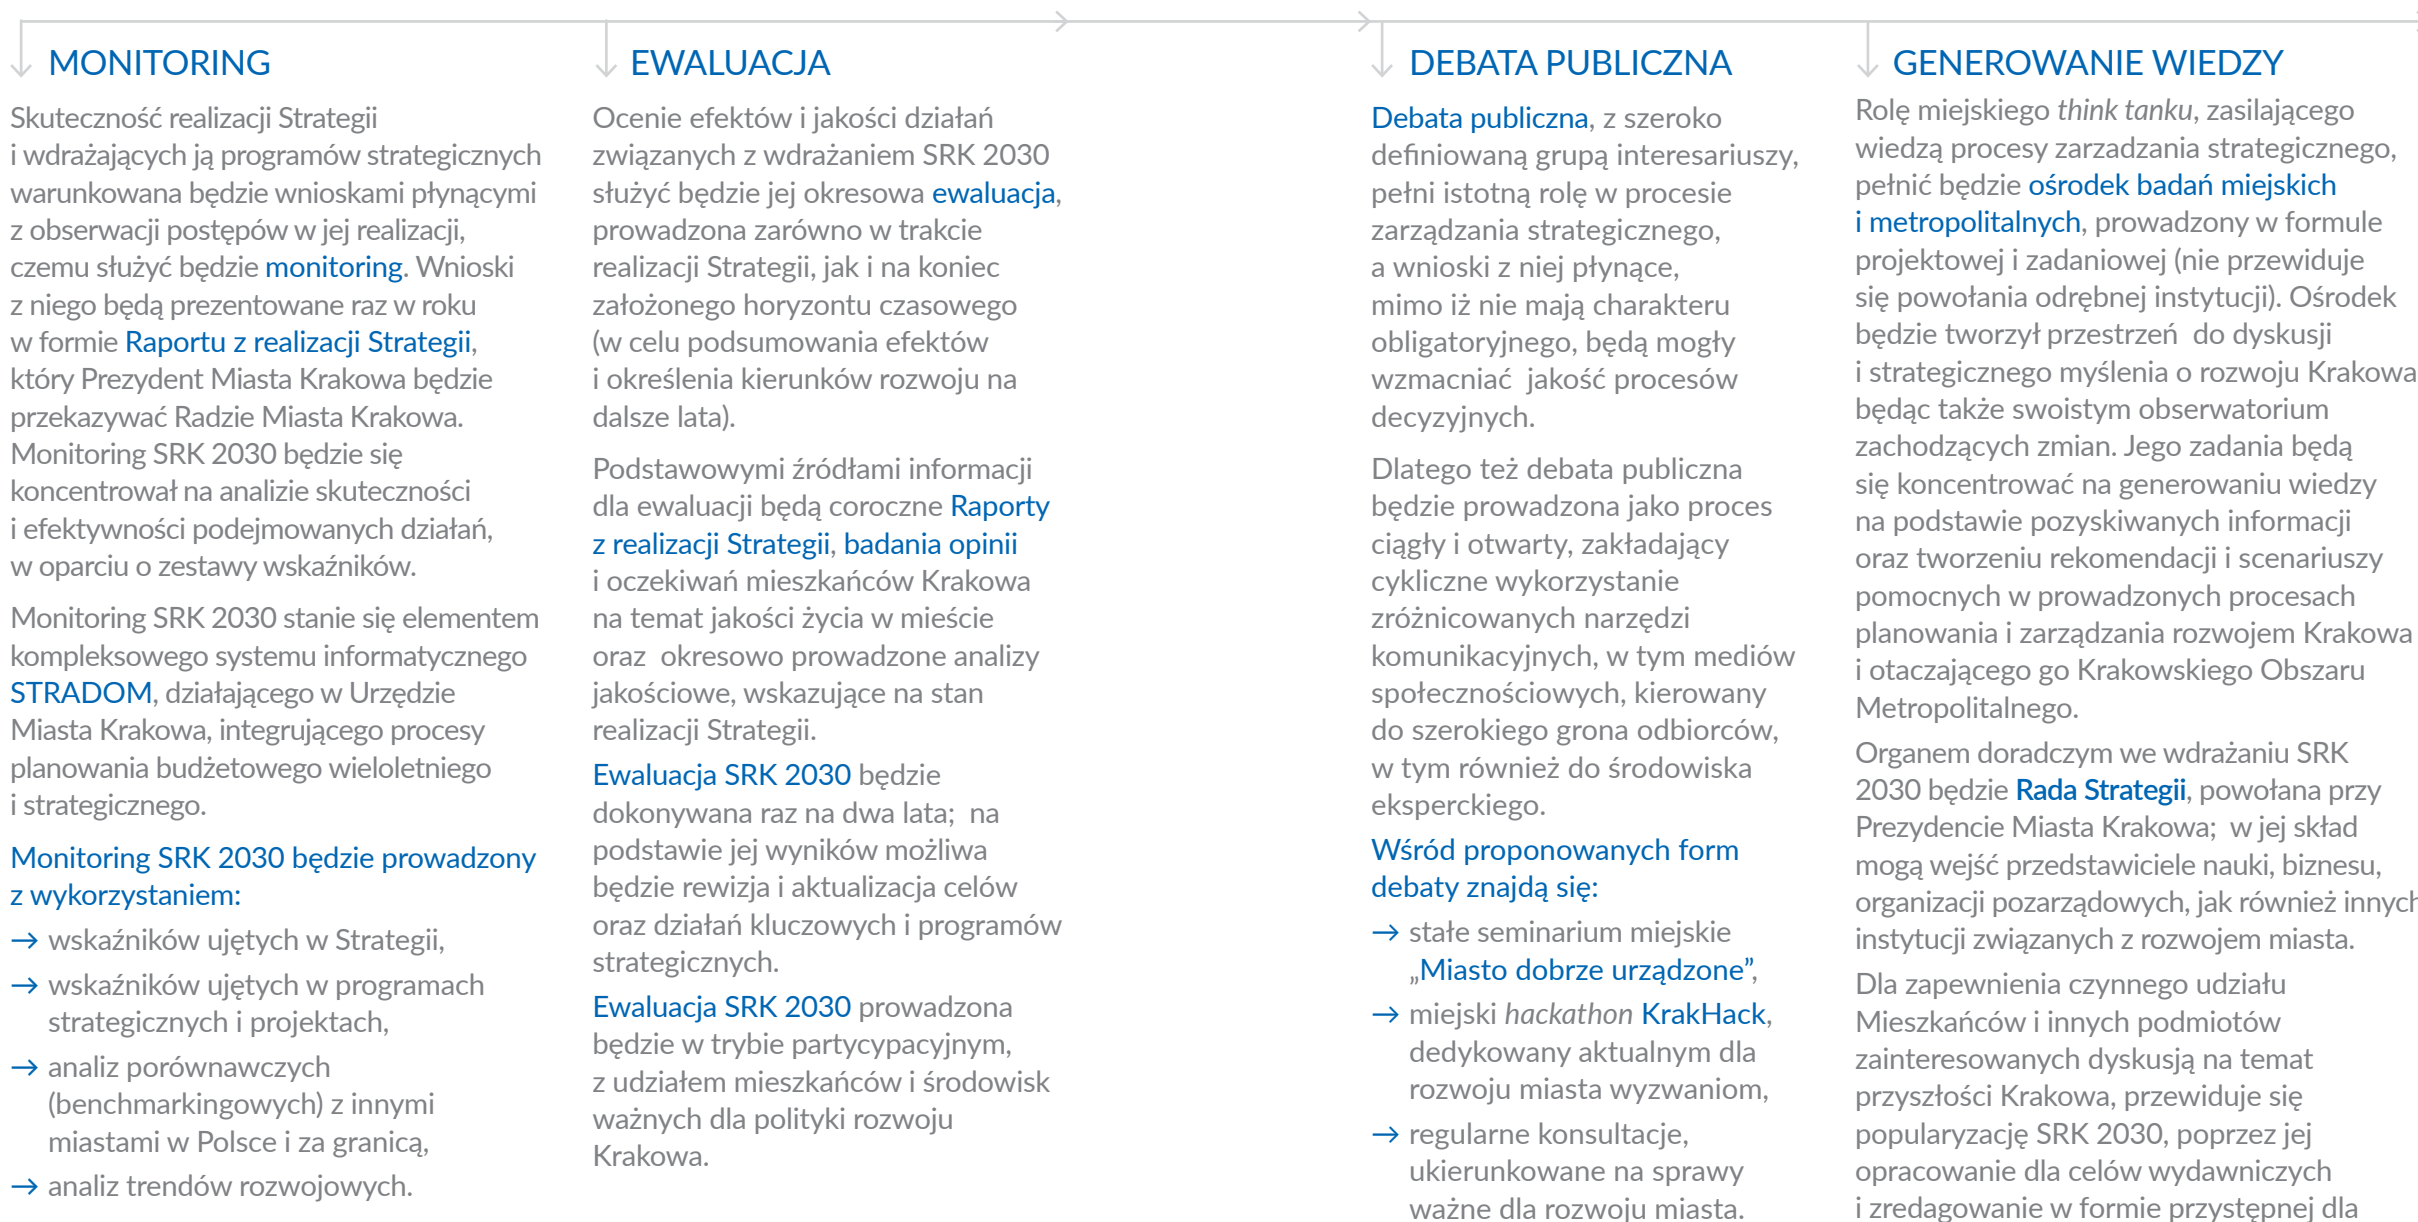 MONITORING
Skuteczność realizacji Strategii
i wdrażających ją programów strategicznych
warunkowana będzie wnioskami płynącymi
z obserwacji postępów w jej realizacji,
czemu służyć będzie monitoring. Wnioski
z niego będą prezentowane raz w roku
w formie Raportu z realizacji Strategii,
który Prezydent Miasta Krakowa będzie
przekazywać Radzie Miasta Krakowa.
Monitoring SRK 2030 będzie się
koncentrował na analizie skuteczności
i efektywności podejmowanych działań,
w oparciu o zestawy wskaźników.
Monitoring SRK 2030 stanie się elementem
kompleksowego systemu informatycznego
STRADOM, działającego w Urzędzie
Miasta Krakowa, integrującego procesy
planowania budżetowego wieloletniego
i strategicznego.
Monitoring SRK 2030 będzie prowadzony
z wykorzystaniem:
→ wskaźników ujętych w Strategii,
→ wskaźników ujętych w programach
strategicznych i projektach,
→ analiz porównawczych
(benchmarkingowych) z innymi
miastami w Polsce i za granicą,
→ analiz trendów rozwojowych.
EWALUACJA
Ocenie efektów i jakości działań
związanych z wdrażaniem SRK 2030
służyć będzie jej okresowa ewaluacja,
prowadzona zarówno w trakcie
realizacji Strategii, jak i na koniec
założonego horyzontu czasowego
(w celu podsumowania efektów
i określenia kierunków rozwoju na
dalsze lata).
Podstawowymi źródłami informacji
dla ewaluacji będą coroczne Raporty
z realizacji Strategii, badania opinii
i oczekiwań mieszkańców Krakowa
na temat jakości życia w mieście
oraz okresowo prowadzone analizy
jakościowe, wskazujące na stan
realizacji Strategii.
Ewaluacja SRK 2030 będzie
dokonywana raz na dwa lata; na
podstawie jej wyników możliwa
będzie rewizja i aktualizacja celów
oraz działań kluczowych i programów
strategicznych.
Ewaluacja SRK 2030 prowadzona
będzie w trybie partycypacyjnym,
z udziałem mieszkańców i środowisk
ważnych dla polityki rozwoju
Krakowa.
DEBATA PUBLICZNA
Debata publiczna, z szeroko
definiowaną grupą interesariuszy,
pełni istotną rolę w procesie
zarządzania strategicznego,
a wnioski z niej płynące,
mimo iż nie mają charakteru
obligatoryjnego, będą mogły
wzmacniać jakość procesów
decyzyjnych.
Dlatego też debata publiczna
będzie prowadzona jako proces
ciągły i otwarty, zakładający
cykliczne wykorzystanie
zróżnicowanych narzędzi
komunikacyjnych, w tym mediów
społecznościowych, kierowany
do szerokiego grona odbiorców,
w tym również do środowiska
eksperckiego.
Wśród proponowanych form
debaty znajdą się:
→ stałe seminarium miejskie
„Miasto dobrze urządzone”,
→ miejski hackathon KrakHack,
dedykowany aktualnym dla
rozwoju miasta wyzwaniom,
→ regularne konsultacje,
ukierunkowane na sprawy
ważne dla rozwoju miasta.
GENEROWANIE WIEDZY
Rolę miejskiego think tanku, zasilającego
wiedzą procesy zarzadzania strategicznego,
pełnić będzie ośrodek badań miejskich
i metropolitalnych, prowadzony w formule
projektowej i zadaniowej (nie przewiduje
się powołania odrębnej instytucji). Ośrodek
będzie tworzył przestrzeń do dyskusji
i strategicznego myślenia o rozwoju Krakowa
będąc także swoistym obserwatorium
zachodzących zmian. Jego zadania będą
się koncentrować na generowaniu wiedzy
na podstawie pozyskiwanych informacji
oraz tworzeniu rekomendacji i scenariuszy
pomocnych w prowadzonych procesach
planowania i zarządzania rozwojem Krakowa
i otaczającego go Krakowskiego Obszaru
Metropolitalnego.
Organem doradczym we wdrażaniu SRK
2030 będzie Rada Strategii, powołana przy
Prezydencie Miasta Krakowa; w jej skład
mogą wejść przedstawiciele nauki, biznesu,
organizacji pozarządowych, jak również innych
instytucji związanych z rozwojem miasta.
Dla zapewnienia czynnego udziału
Mieszkańców i innych podmiotów
zainteresowanych dyskusją na temat
przyszłości Krakowa, przewiduje się
popularyzację SRK 2030, poprzez jej
opracowanie dla celów wydawniczych
i zredagowanie w formie przystępnej dla